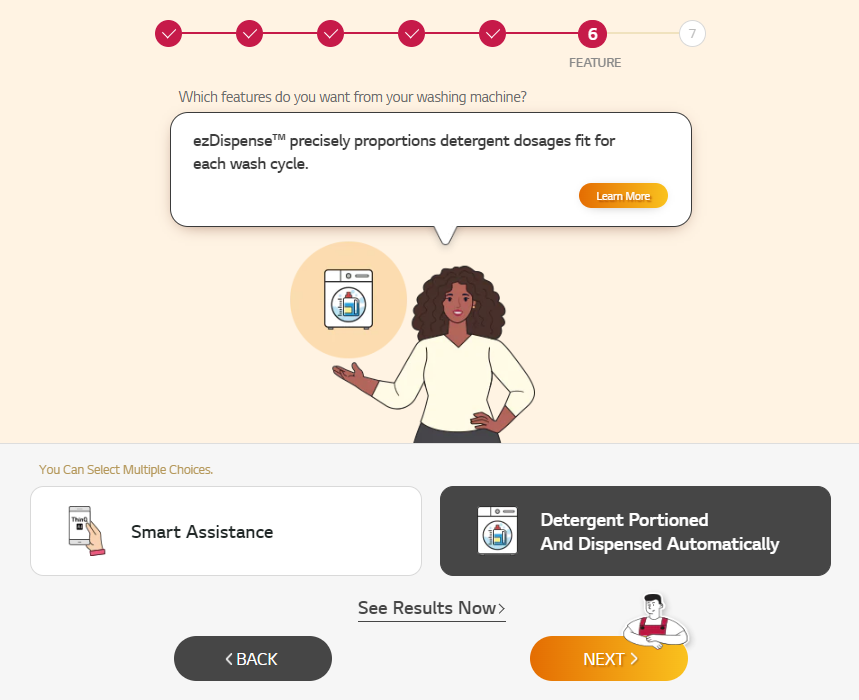 6
7
FEATURE
Which features do you want from your washing machine?
ezDispense™ precisely proportions detergent dosages fit for
each wash cycle.
Learn More
You Can Select Multiple Choices.
ThinQ
AI
Smart Assistance
Detergent Portioned
And Dispensed Automatically
See Results Now>
< BACK
NEXT >